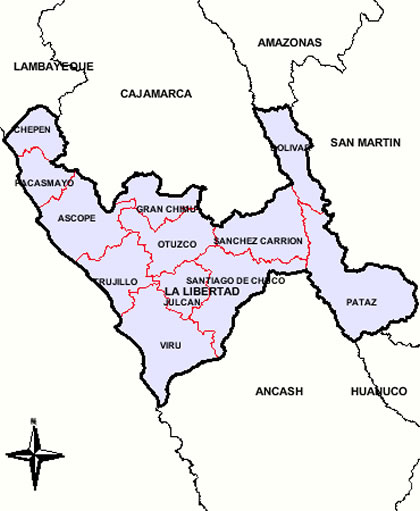 AMAZONAS
LAMBAYEQUE
CAJAMARCA
CHEPEN
SAN MARTIN
BOLIVAR
PACASMAYO
GRAN CHIMU
ASCOPE
OTUZCO
SANCHEZ CARRION
TRUJILLO
SANTIAGO DE CHUCO
LA LIBERTAD
JULCAN
PATAZ
VIRU
ANCASH
HUANUCO
N